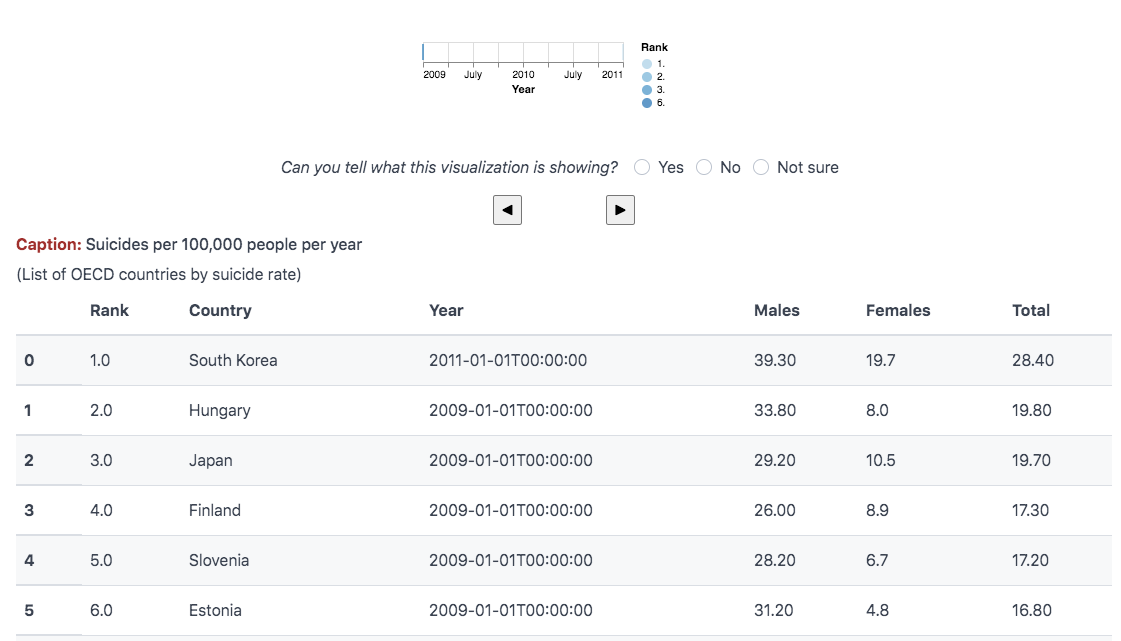 Rank
1.
2.
3.
6.
2009 July 2010 July 2011
Year
Can you tell what this visualization is showing? Yes No Not sure
◀ ▶
Caption: Suicides per 100,000 people per year
(List of OECD countries by suicide rate)
Rank Country Year Males Females Total
0 1.0 South Korea 2011-01-01T00:00:00 39.30 19.7 28.40
1 2.0 Hungary 2009-01-01T00:00:00 33.80 8.0 19.80
2 3.0 Japan 2009-01-01T00:00:00 29.20 10.5 19.70
3 4.0 Finland 2009-01-01T00:00:00 26.00 8.9 17.30
4 5.0 Slovenia 2009-01-01T00:00:00 28.20 6.7 17.20
5 6.0 Estonia 2009-01-01T00:00:00 31.20 4.8 16.80